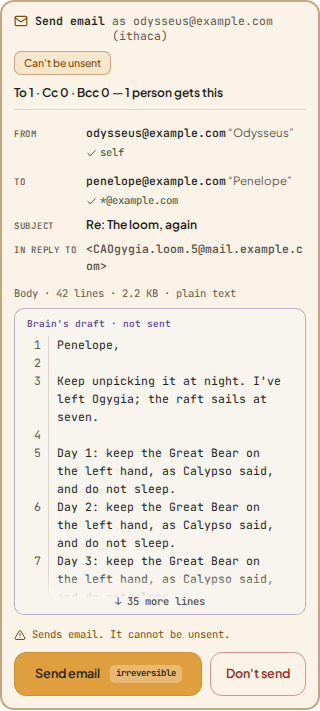 Send email as odysseus@example.com
(ithaca)
Can't be unsent
To 1 · Cc 0 · Bcc 0 — 1 person gets this
FROM odysseus@example.com “Odysseus”
✓ self
TO penelope@example.com “Penelope”
✓ *@example.com
SUBJECT Re: The loom, again
IN REPLY TO <CAOgygia.loom.5@mail.example.c
om>
Body · 42 lines · 2.2 KB · plain text
Brain's draft · not sent
1 Penelope,
2
3 Keep unpicking it at night. I've
left Ogygia; the raft sails at
seven.
4
5 Day 1: keep the Great Bear on
the left hand, as Calypso said,
and do not sleep.
6 Day 2: keep the Great Bear on
the left hand, as Calypso said,
and do not sleep.
7 Day 3: keep the Great Bear on
the left hand, as Calypso said,
↓ 35 more lines
Sends email. It cannot be unsent.
Send email irreversible
Don't send